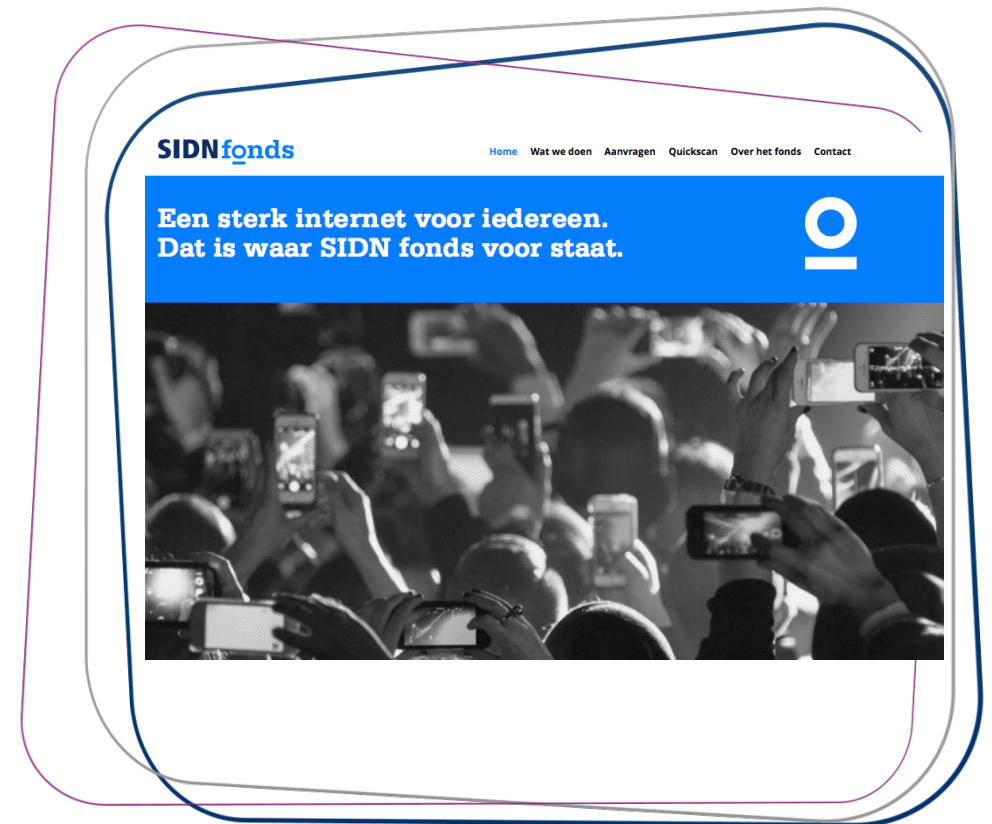 SIDNfonds
Home Wat we doen Aanvragen Quickscan Over het fonds Contact
Een sterk internet voor iedereen.
Dat is waar SIDN fonds voor staat.